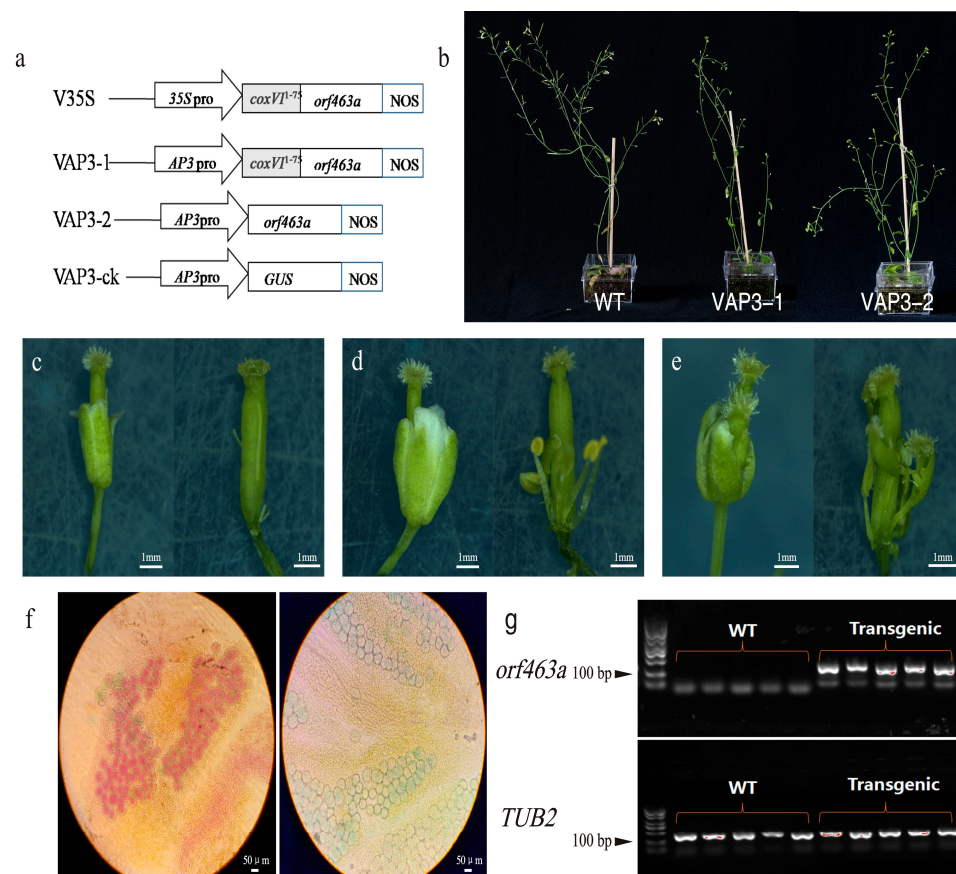 a
V35S 35S pro coxVI1-75 orf463a NOS
VAP3-1 AP3 pro coxVI1-75 orf463a NOS
VAP3-2 AP3pro orf463a NOS
VAP3-ck AP3pro GUS NOS
b
WT VAP3-1 VAP3-2
c
1mm 1mm
d
1mm 1mm
e
1mm 1mm
f
50 μm 50 μm
g
WT Transgenic
orf463a 100 bp
WT Transgenic
TUB2 100 bp